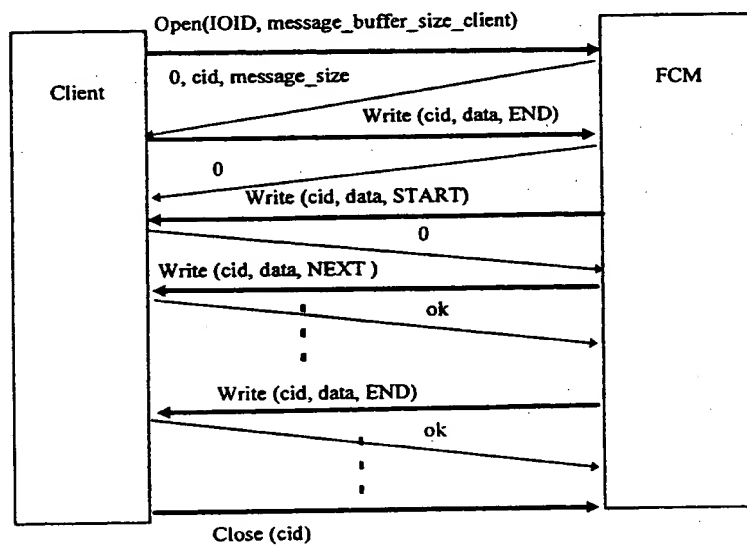 Open(IOID, message_buffer_size_client)
Client
0, cid, message_size
FCM
Write (cid, data, END)
0
Write (cid, data, START)
0
Write (cid, data, NEXT )
ok
Write (cid, data, END)
ok
Close (cid)